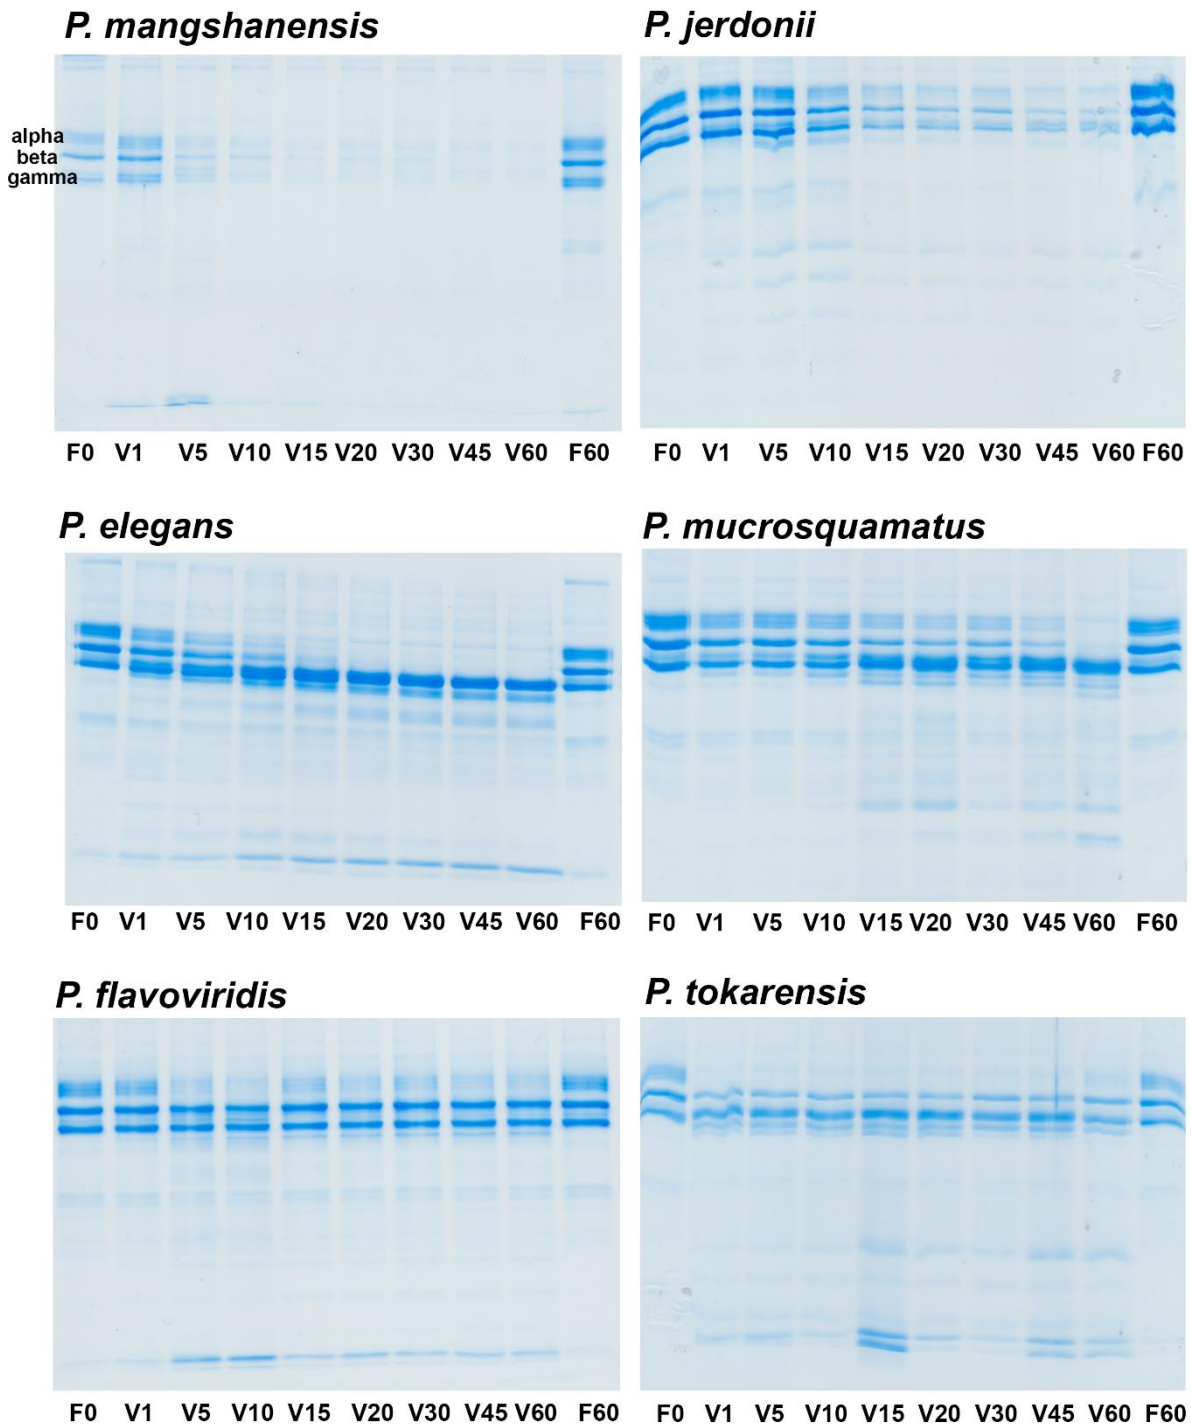 P. mangshanensis
P. jerdonii
alpha
beta
gamma
F0 V1 V5 V10 V15 V20 V30 V45 V60 F60
F0 V1 V5 V10 V15 V20 V30 V45 V60 F60
P. elegans
P. mucrosquamatus
F0 V1 V5 V10 V15 V20 V30 V45 V60 F60
F0 V1 V5 V10 V15 V20 V30 V45 V60 F60
P. flavoviridis
P. tokarensis
F0 V1 V5 V10 V15 V20 V30 V45 V60 F60
F0 V1 V5 V10 V15 V20 V30 V45 V60 F60